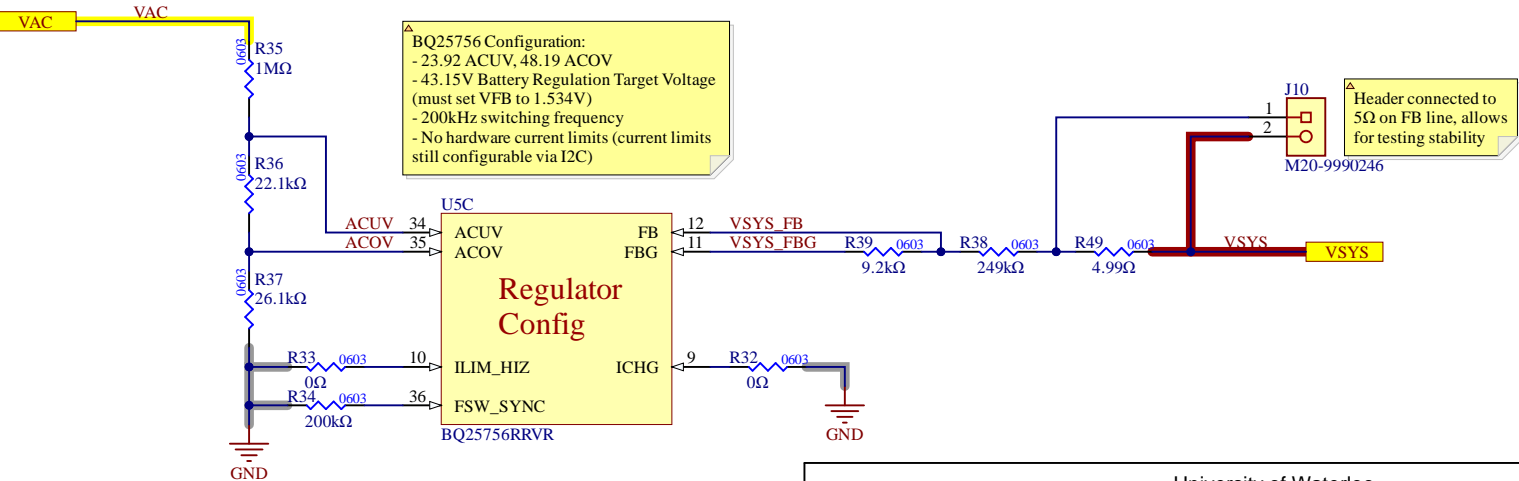 VAC
VAC
0603
R35
1MΩ
BQ25756 Configuration:
- 23.92 ACUV, 48.19 ACOV
- 43.15V Battery Regulation Target Voltage
(must set VFB to 1.534V)
- 200kHz switching frequency
- No hardware current limits (current limits
still configurable via I2C)
J10
1
2
M20-9990246
Header connected to
5Ω on FB line, allows
for testing stability
0603
R36
22.1kΩ
U5C
ACUV 34
ACOV 35
ACUV
ACOV
FB
FBG
12 VSYS_FB
11 VSYS_FBG
R39 0603
9.2kΩ
R38 0603
249kΩ
R49 0603
4.99Ω
VSYS
VSYS
0603
R37
26.1kΩ
Regulator
Config
R33 0603
0Ω
10
ILIM_HIZ
ICHG
9
R32 0603
0Ω
R34 0603
200kΩ
36
FSW_SYNC
BQ25756RRVR
GND
GND